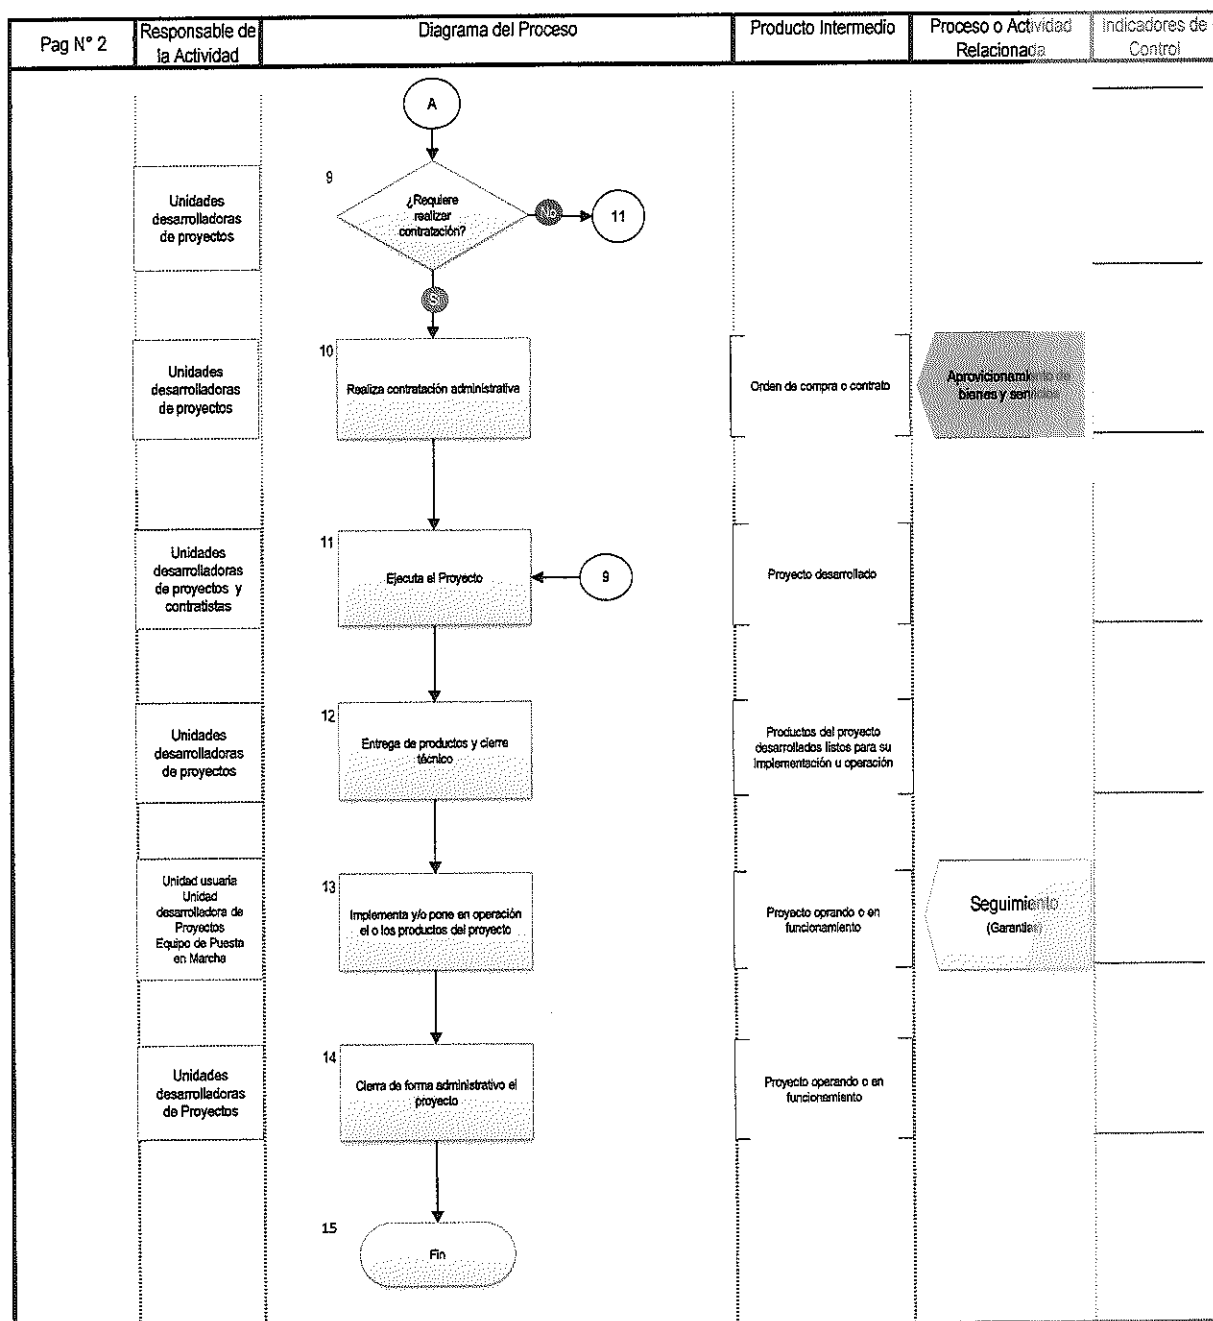 Pag N° 2
Responsable de
la Actividad
Diagrama del Proceso
Producto Intermedio
Proceso o Actividad
Relacionada
Indicadores de
Control
A
9
¿Requiere
realizar
contratación?
No
11
Unidades
desarrolladoras
de proyectos
Si
10
Unidades
desarrolladoras
de proyectos
Realiza contratación administrativa
Orden de compra o contrato
Aprovicionamiento de
bienes y servicios
11
Unidades
desarrolladoras
de proyectos y
contratistas
Ejecuta el Proyecto
9
Proyecto desarrollado
12
Unidades
desarrolladoras
de proyectos
Entrega de productos y cierre
técnico
Productos del proyecto
desarrollados listos para su
implementación u operación
13
Unidad usuaria
Unidad
desarrolladora de
Proyectos
Equipo de Puesta
en Marcha
Implementa y/o pone en operación
el o los productos del proyecto
Proyecto oprando o en
funcionamiento
Seguimiento
(Garantías)
14
Unidades
desarrolladoras
de Proyectos
Cierra de forma administrativo el
proyecto
Proyecto operando o en
funcionamiento
15
Fin